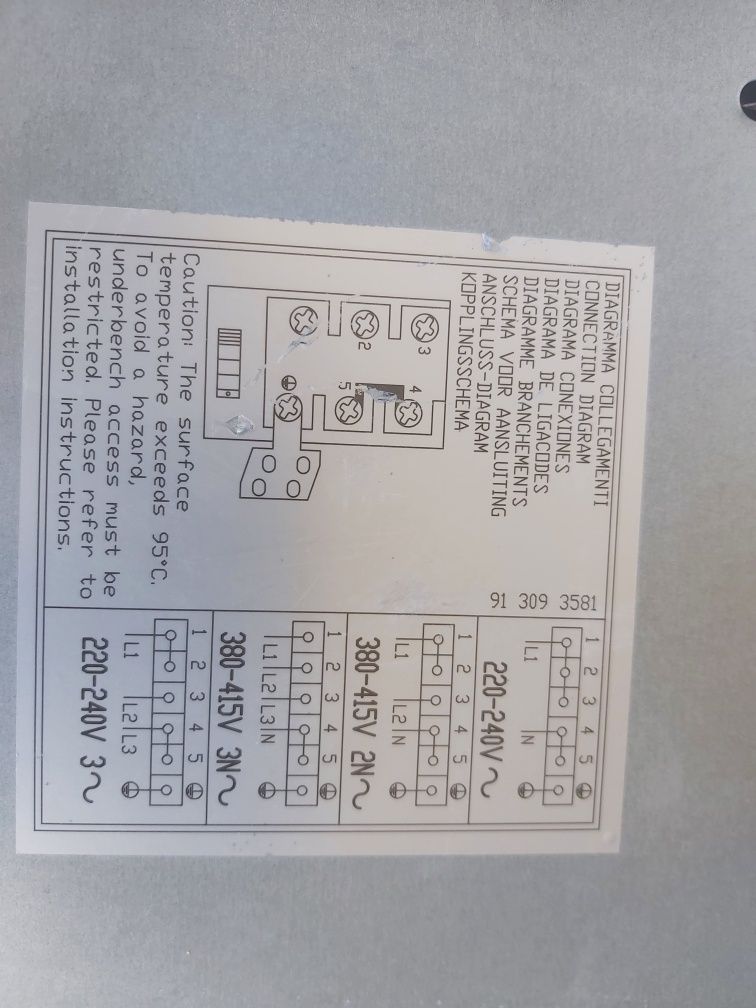 DIAGRAMMA COLLEGAMENTI
CONNECTION DIAGRAM
DIAGRAMA CONEXIONES
DIAGRAMA DE LIGACOES
DIAGRAMME BRANCHEMENTS
SCHEMA VOOR AANSLUITING
ANSCHLUSS-DIAGRAM
KOPPLINGSSCHEMA
91 309 3581
3
2
4
5
Caution: The surface
temperature exceeds 95°C.
To avoid a hazard,
underbench access must be
restricted. Please refer to
installation instructions.
1 2 3 4 5
L1 N
220-240V~
1 2 3 4 5
L1 L2 N
380-415V 2N~
1 2 3 4 5
L1 L2 L3 N
380-415V 3N~
1 2 3 4 5
L1 L2 L3
220-240V 3~